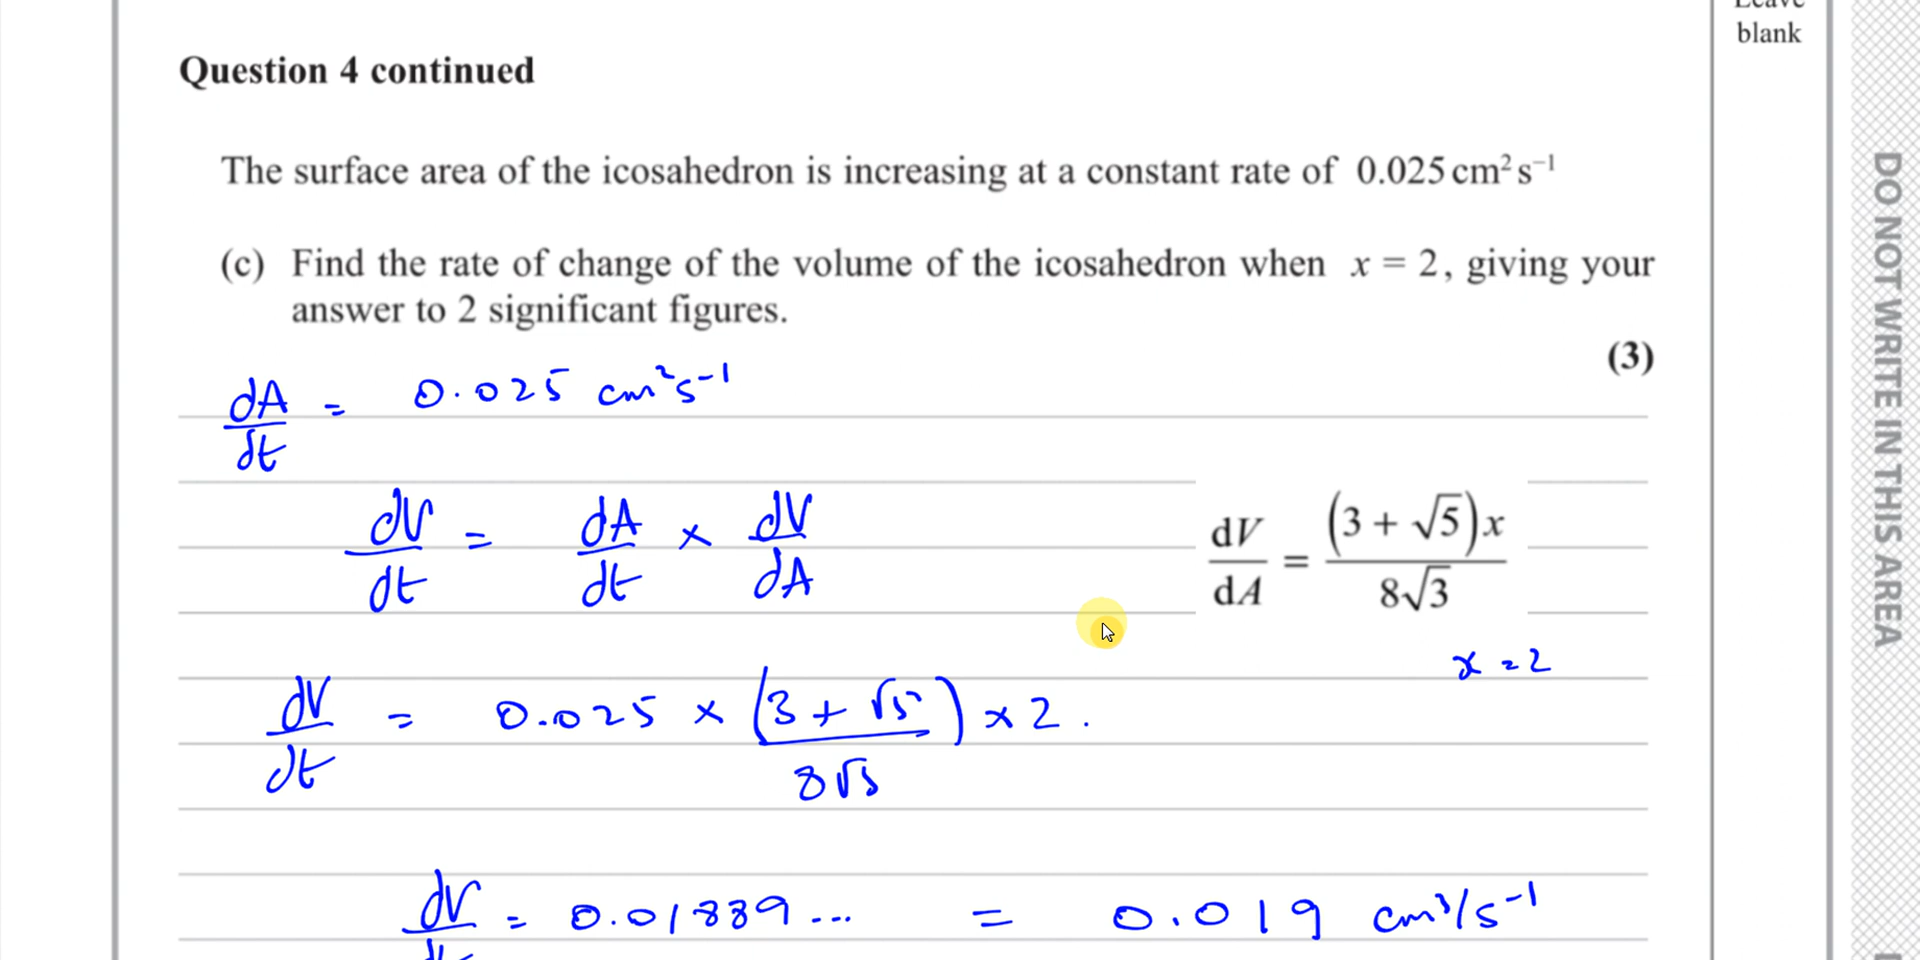 Leave
blank
Question 4 continued
The surface area of the icosahedron is increasing at a constant rate of 0.025 cm² s⁻¹
(c) Find the rate of change of the volume of the icosahedron when x = 2, giving your
answer to 2 significant figures.
(3)
dA/dt = 0.025 cm²s⁻¹
dV/dt = dA/dt × dV/dA
dV/dA = (3 + √5)x / 8√3
x = 2
dV/dt = 0.025 × (3 + √5 / 8√3) × 2.
dV/dt = 0.01889... = 0.019 cm³/s⁻¹
DO NOT WRITE IN THIS AREA